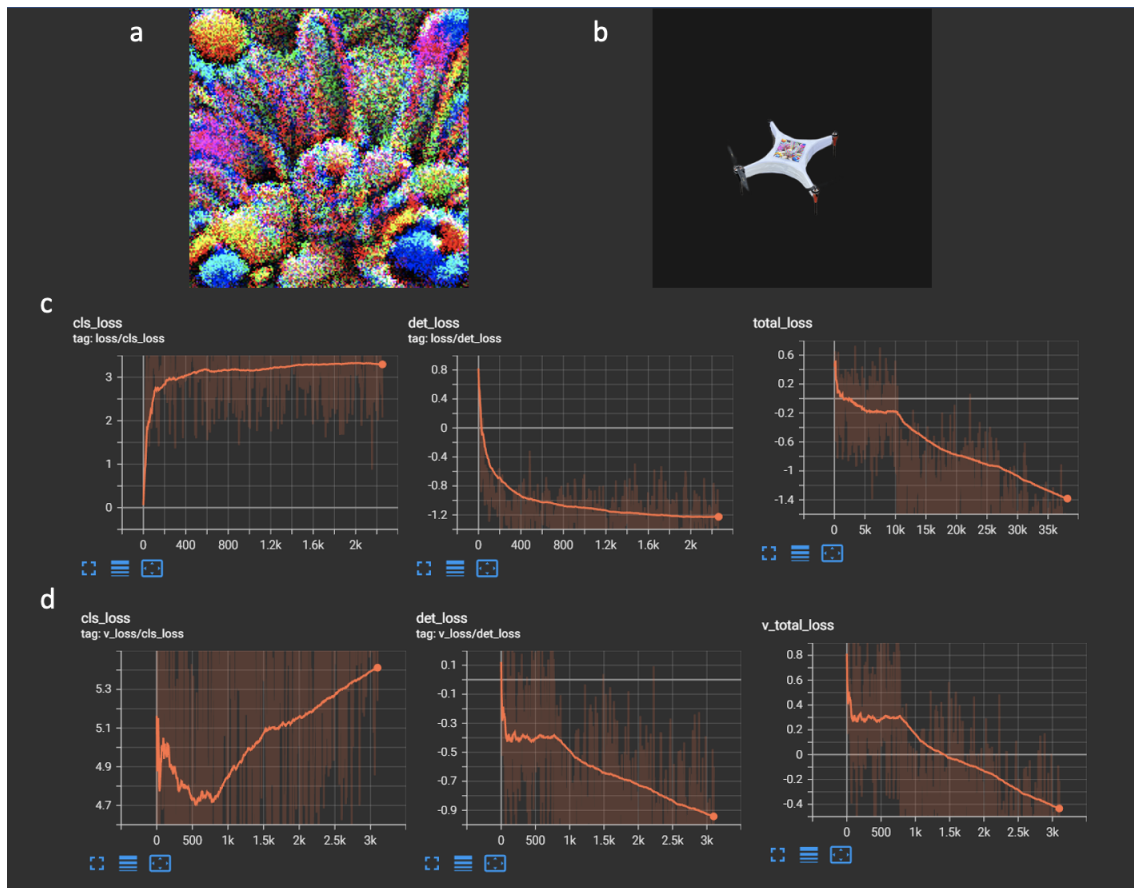 a
b
c
cls_loss
tag: loss/cls_loss
3
2
1
0
0 400 800 1.2k 1.6k 2k
det_loss
tag: loss/det_loss
0.8
0.4
0
-0.4
-0.8
-1.2
0 400 800 1.2k 1.6k 2k
total_loss
0.6
0.2
-0.2
-0.6
-1
-1.4
0 5k 10k 15k 20k 25k 30k 35k
d
cls_loss
tag: v_loss/cls_loss
5.3
5.1
4.9
4.7
0 500 1k 1.5k 2k 2.5k 3k
det_loss
tag: v_loss/det_loss
0.1
-0.1
-0.3
-0.5
-0.7
-0.9
0 500 1k 1.5k 2k 2.5k 3k
v_total_loss
0.8
0.6
0.4
0.2
0
-0.2
-0.4
0 500 1k 1.5k 2k 2.5k 3k